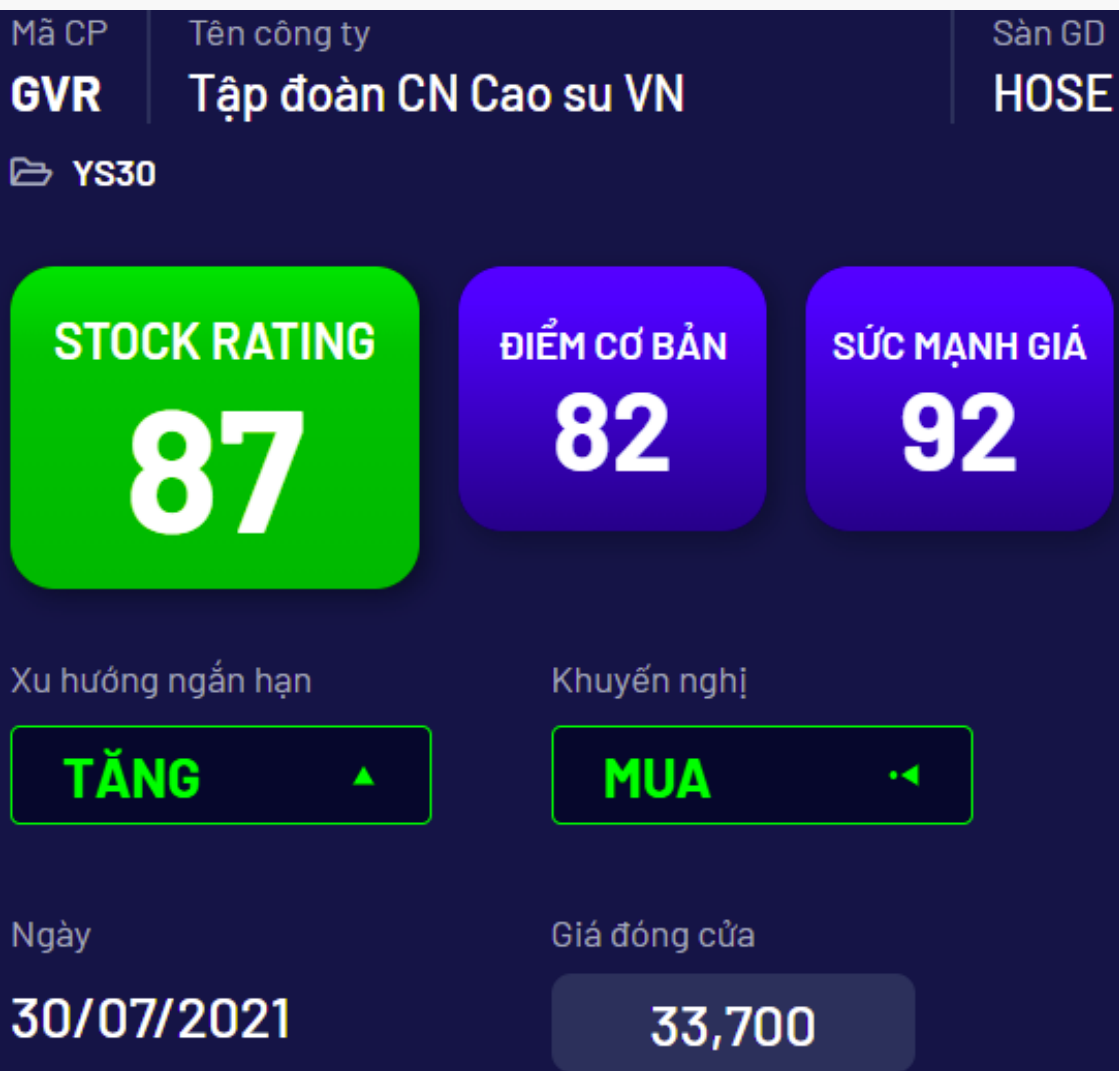 Mã CP Tên công ty Sàn GD
GVR Tập đoàn CN Cao su VN HOSE
YS30
STOCK RATING ĐIỂM CƠ BẢN SỨC MẠNH GIÁ
87 82 92
Xu hướng ngắn hạn Khuyến nghị
TĂNG MUA
Ngày Giá đóng cửa
30/07/2021 33,700